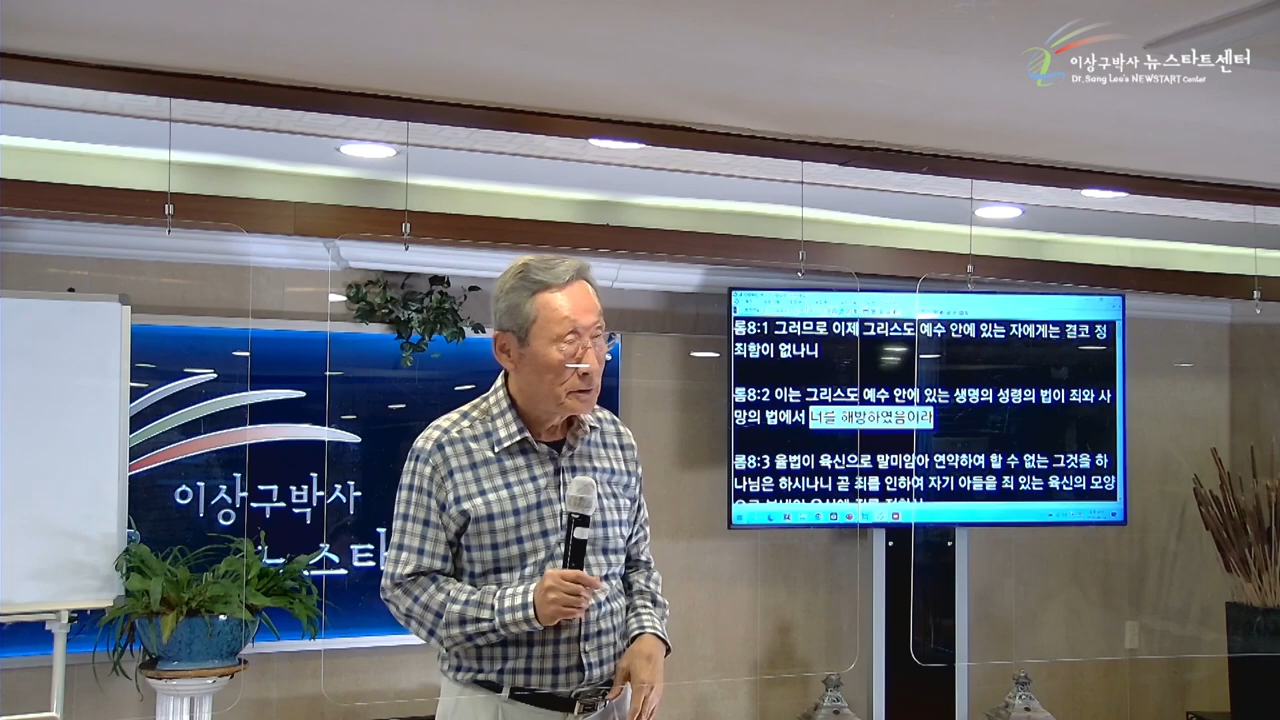 이상구박사 뉴스타트센터
Dr. Sang Lee's NEWSTART Center
롬8:1 그러므로 이제 그리스도 예수 안에 있는 자에게는 결코 정
죄함이 없나니
롬8:2 이는 그리스도 예수 안에 있는 생명의 성령의 법이 죄와 사
망의 법에서 너를 해방하였음이라
롬8:3 율법이 육신으로 말미암아 연약하여 할 수 없는 그것을 하
나님은 하시나니 곧 죄를 인하여 자기 아들을 죄 있는 육신의 모양
이상구박사
뉴스타